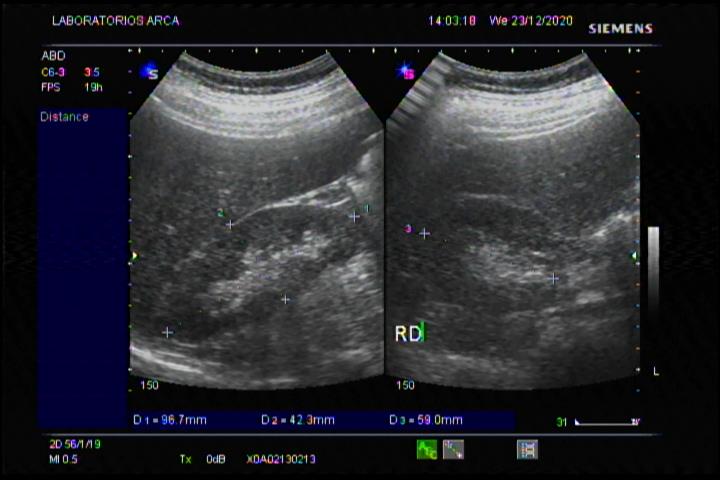 LABORATORIOS ARCA
14:03:18 We 23/12/2020
SIEMENS
ABD
C6-3 3.5
FPS 19h
Distance
S
S
2
1
3
RD
150
150
L
D1 = 96.7mm D2 = 42.3mm D3 = 59.0mm
31
2D 56/1/19
MI 0.5 Tx 0dB X0A02130213